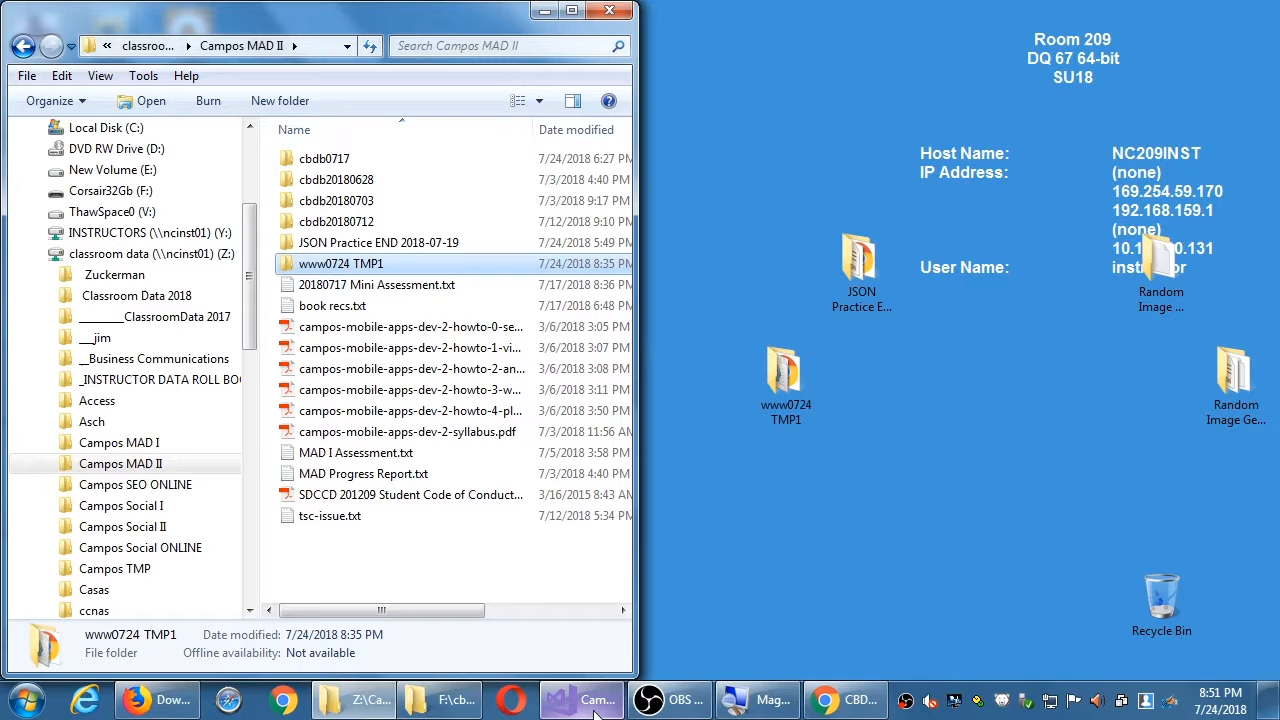 classroo...
Campos MAD II
Search Campos MAD II
File Edit View Tools Help
Organize Open Burn New folder
Local Disk (C:)
DVD RW Drive (D:)
New Volume (E:)
Corsair32Gb (F:)
ThawSpace0 (V:)
INSTRUCTORS (\\ncinst01) (Y:)
classroom data (\\ncinst01) (Z:)
Zuckerman
Classroom Data 2018
_______ClassroomData 2017
___jim
__Business Communications
_INSTRUCTOR DATA ROLL BO
Access
Asch
Campos MAD I
Campos MAD II
Campos SEO ONLINE
Campos Social I
Campos Social II
Campos Social ONLINE
Campos TMP
Casas
ccnas
Name Date modified
cbdb0717 7/24/2018 6:27 PM
cbdb20180628 7/3/2018 4:40 PM
cbdb20180703 7/3/2018 9:17 PM
cbdb20180712 7/12/2018 9:10 PM
JSON Practice END 2018-07-19 7/24/2018 5:49 PM
www0724 TMP1 7/24/2018 8:35 PM
20180717 Mini Assessment.txt 7/17/2018 8:36 PM
book recs.txt 7/17/2018 6:48 PM
campos-mobile-apps-dev-2-howto-0-se... 3/6/2018 3:05 PM
campos-mobile-apps-dev-2-howto-1-vi... 3/6/2018 3:07 PM
campos-mobile-apps-dev-2-howto-2-an... 3/6/2018 3:08 PM
campos-mobile-apps-dev-2-howto-3-w... 3/6/2018 3:11 PM
campos-mobile-apps-dev-2-howto-4-pl... 3/6/2018 3:50 PM
campos-mobile-apps-dev-2-syllabus.pdf 7/3/2018 11:56 AM
MAD I Assessment.txt 7/5/2018 3:58 PM
MAD Progress Report.txt 7/3/2018 4:40 PM
SDCCD 201209 Student Code of Conduct... 3/16/2015 8:43 AM
tsc-issue.txt 7/12/2018 5:34 PM
www0724 TMP1 Date modified: 7/24/2018 8:35 PM
File folder Offline availability: Not available
Room 209
DQ 67 64-bit
SU18
Host Name: NC209INST
IP Address: (none)
169.254.59.170
192.168.159.1
(none)
User Name:
JSON
Practice E...
Random
Image ...
www0724
TMP1
Random
Image Ge...
Recycle Bin
Dow... Z:\Ca... F:\cb... Cam... OBS ... Mag... CBD...
8:51 PM
7/24/2018